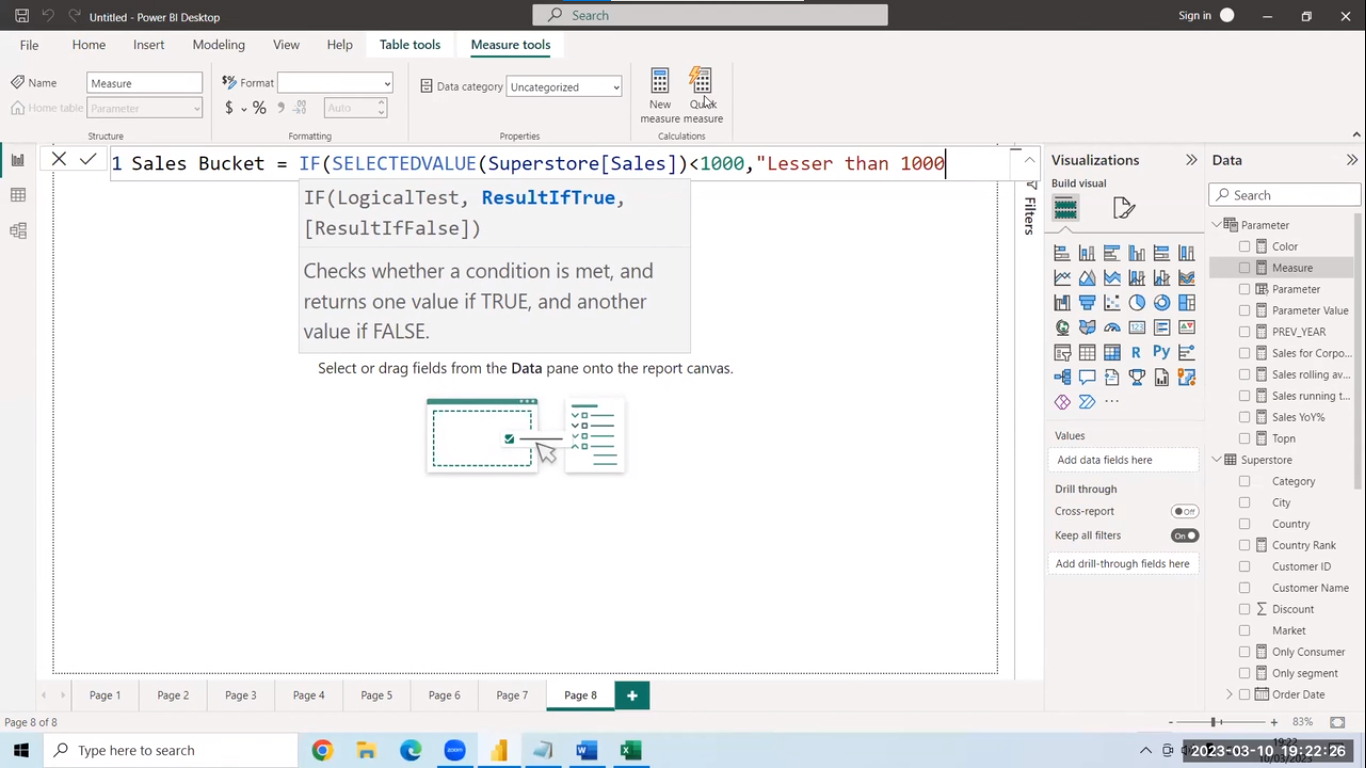 Untitled - Power BI Desktop
Search
Sign in
File Home Insert Modeling View Help Table tools Measure tools
Name Measure
Format
Data category Uncategorized
New measure
Quick measure
Home table Parameter
$ % 9 Auto
Structure Formatting Properties Calculations
1 Sales Bucket = IF(SELECTEDVALUE(Superstore[Sales])<1000,"Lesser than 1000
IF(LogicalTest, ResultIfTrue,
[ResultIfFalse])
Checks whether a condition is met, and
returns one value if TRUE, and another
value if FALSE.
Select or drag fields from the Data pane onto the report canvas.
Filters
Visualizations
Build visual
R Py
Values
Add data fields here
Drill through
Cross-report Off
Keep all filters On
Add drill-through fields here
Data
Search
Parameter
Color
Measure
Parameter
Parameter Value
PREV_YEAR
Sales for Corpo...
Sales rolling av...
Sales running t...
Sales YoY%
Topn
Superstore
Category
City
Country
Country Rank
Customer ID
Customer Name
Discount
Market
Only Consumer
Only segment
Order Date
Page 1 Page 2 Page 3 Page 4 Page 5 Page 6 Page 7 Page 8
Page 8 of 8
83%
Type here to search
2023-03-10 19:22:26